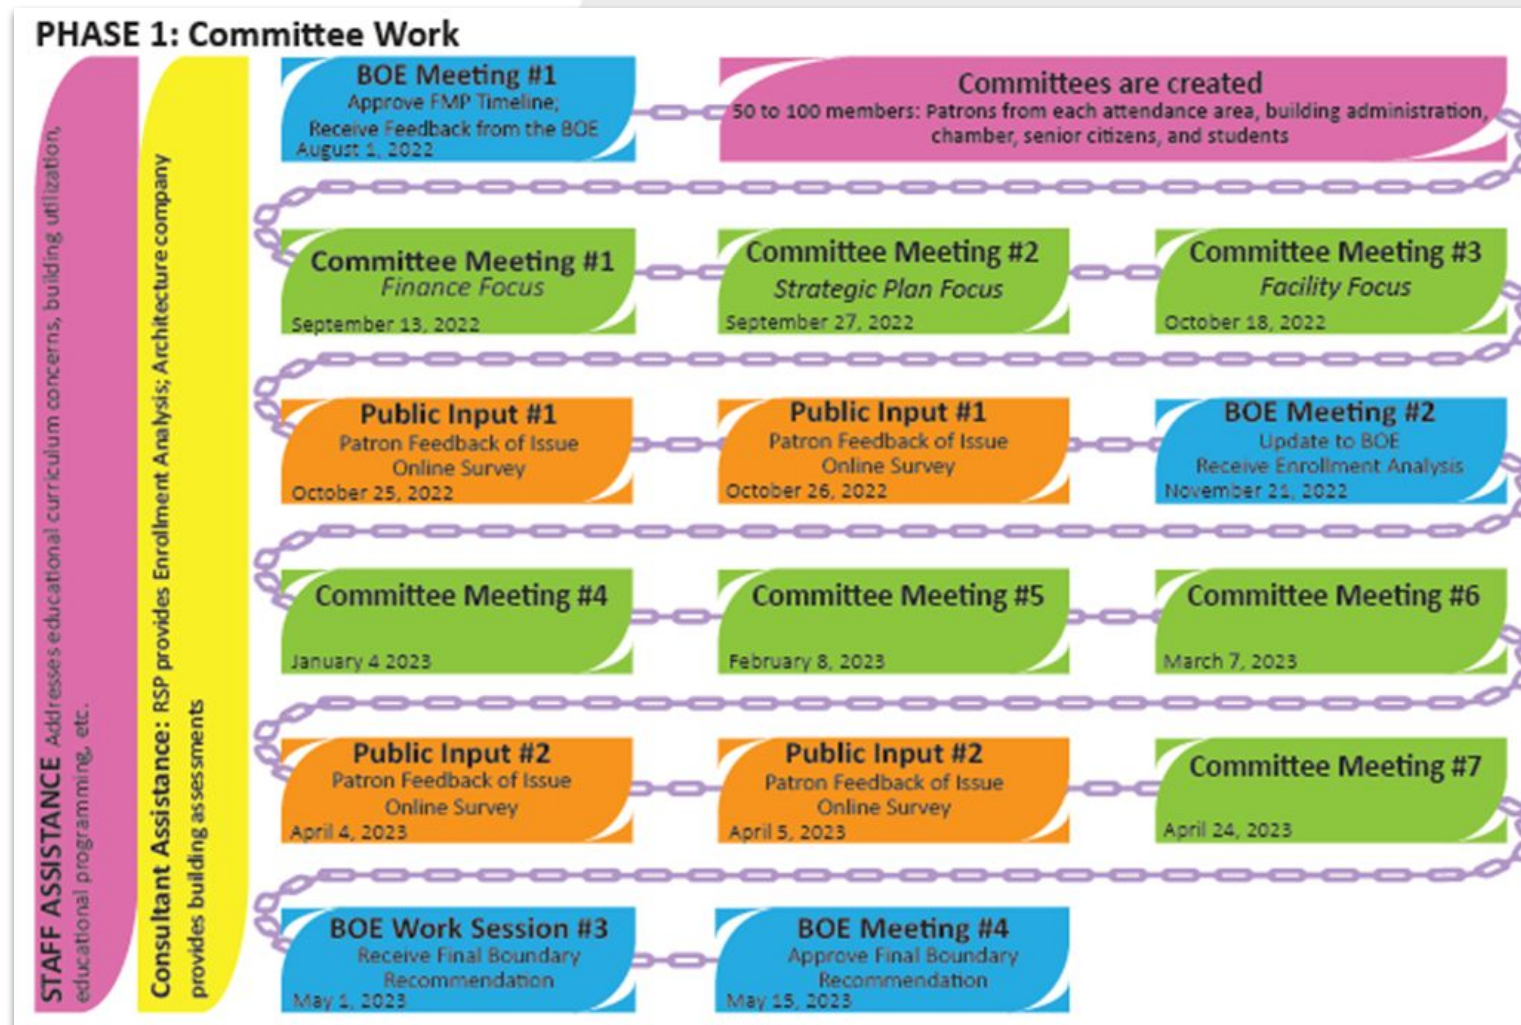 PHASE 1: Committee Work
STAFF ASSISTANCE Addresses educational curriculum concerns, building utilization,
educational programming, etc.
Consultant Assistance: RSP provides Enrollment Analysis; Architecture company
provides building assessments
BOE Meeting #1
Approve FMP Timeline;
Receive Feedback from the BOE
August 1, 2022
Committees are created
50 to 100 members: Patrons from each attendance area, building administration,
chamber, senior citizens, and students
Committee Meeting #1
Finance Focus
September 13, 2022
Committee Meeting #2
Strategic Plan Focus
September 27, 2022
Committee Meeting #3
Facility Focus
October 18, 2022
Public Input #1
Patron Feedback of Issue
Online Survey
October 25, 2022
Public Input #1
Patron Feedback of Issue
Online Survey
October 26, 2022
BOE Meeting #2
Update to BOE
Receive Enrollment Analysis
November 21, 2022
Committee Meeting #4
January 4 2023
Committee Meeting #5
February 8, 2023
Committee Meeting #6
March 7, 2023
Public Input #2
Patron Feedback of Issue
Online Survey
April 4, 2023
Public Input #2
Patron Feedback of Issue
Online Survey
April 5, 2023
Committee Meeting #7
April 24, 2023
BOE Work Session #3
Receive Final Boundary
Recommendation
May 1, 2023
BOE Meeting #4
Approve Final Boundary
Recommendation
May 15, 2023